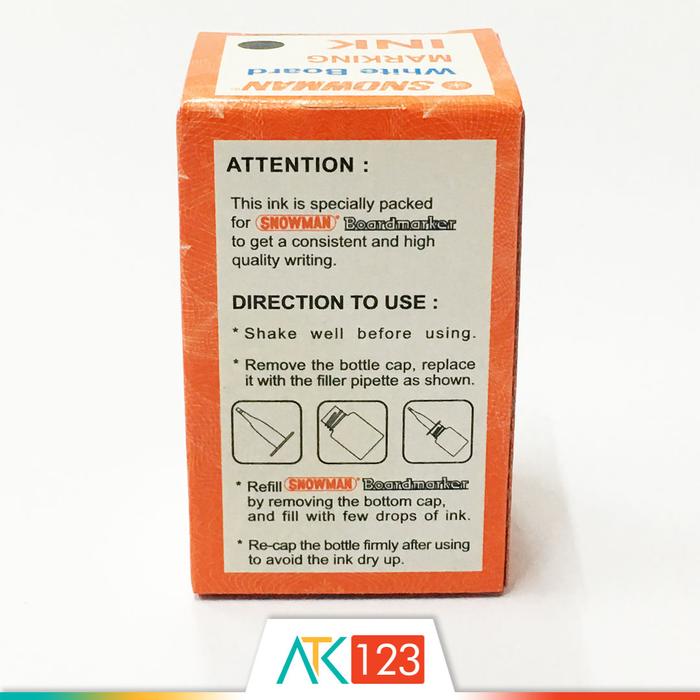 SNOWMAN
White Board
MARKING
INK
ATTENTION :
This ink is specially packed
for SNOWMAN® Boardmarker
to get a consistent and high
quality writing.
DIRECTION TO USE :
* Shake well before using.
* Remove the bottle cap, replace
it with the filler pipette as shown.
* Refill SNOWMAN® Boardmarker
by removing the bottom cap,
and fill with few drops of ink.
* Re-cap the bottle firmly after using
to avoid the ink dry up.
ATK 123